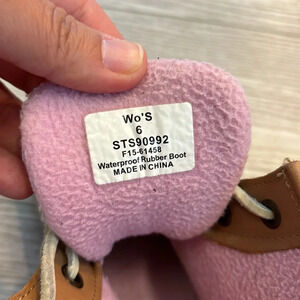 Wo'S
6
STS90992
F15-61458
Waterproof Rubber Boot
MADE IN CHINA